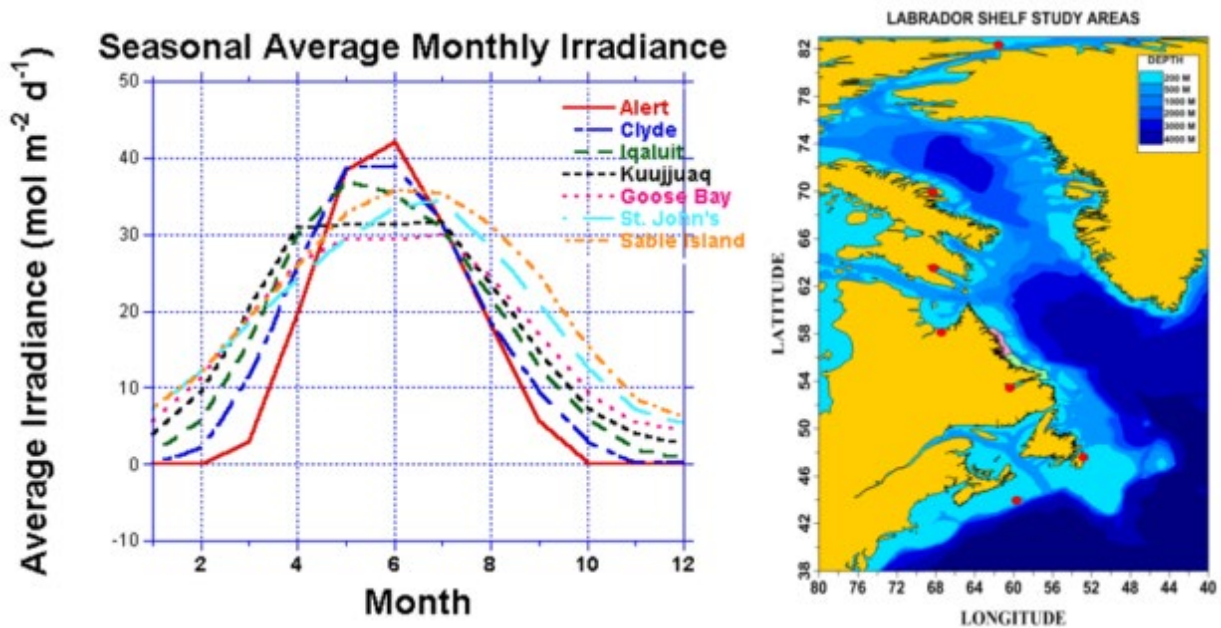 Seasonal Average Monthly Irradiance
Average Irradiance (mol m-2 d-1)
50
40
30
20
10
0
-10
2
4
6
8
10
12
Month
Alert
Clyde
Iqaluit
Kuujjuaq
Goose Bay
St. John's
Sable Island
LABRADOR SHELF STUDY AREAS
DEPTH
200 M
500 M
1000 M
2000 M
3000 M
4000 M
LATITUDE
82
78
74
70
66
62
58
54
50
46
42
38
80
76
72
68
64
60
56
52
48
44
40
LONGITUDE